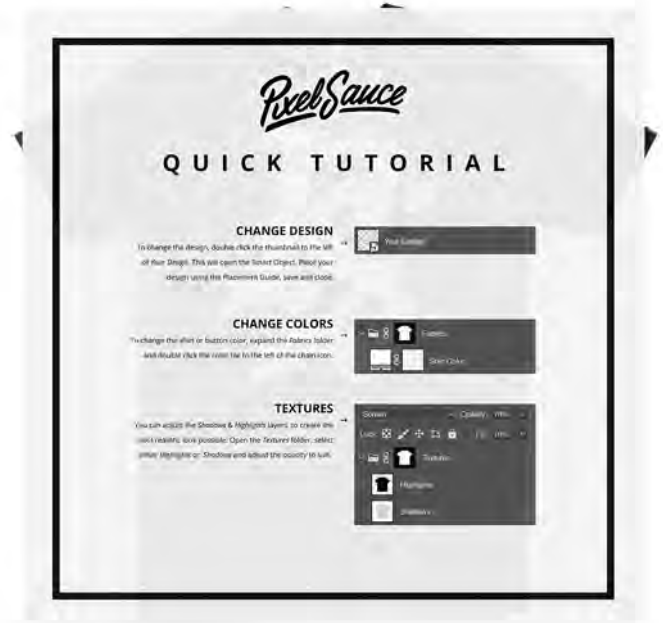 Pixel Sauce
QUICK TUTORIAL
CHANGE DESIGN
To change the design, double click the thumbnail to the left
of Your Design. This will open the Smart Object. Place your
design using the Placement Guide, save and close.
Your Design
CHANGE COLORS
To change the shirt or button color, expand the Fabrics folder
and double click the color tile to the left of the chain icon.
Fabrics
Shirt Color
TEXTURES
You can adjust the Shadows & Highlights layers, to create the
most realistic look possible. Open the Textures folder, select
either Highlights or Shadows and adjust the opacity to suit.
Screen
Opacity:
Lock:
Fill:
Textures
Highlights
Shadows